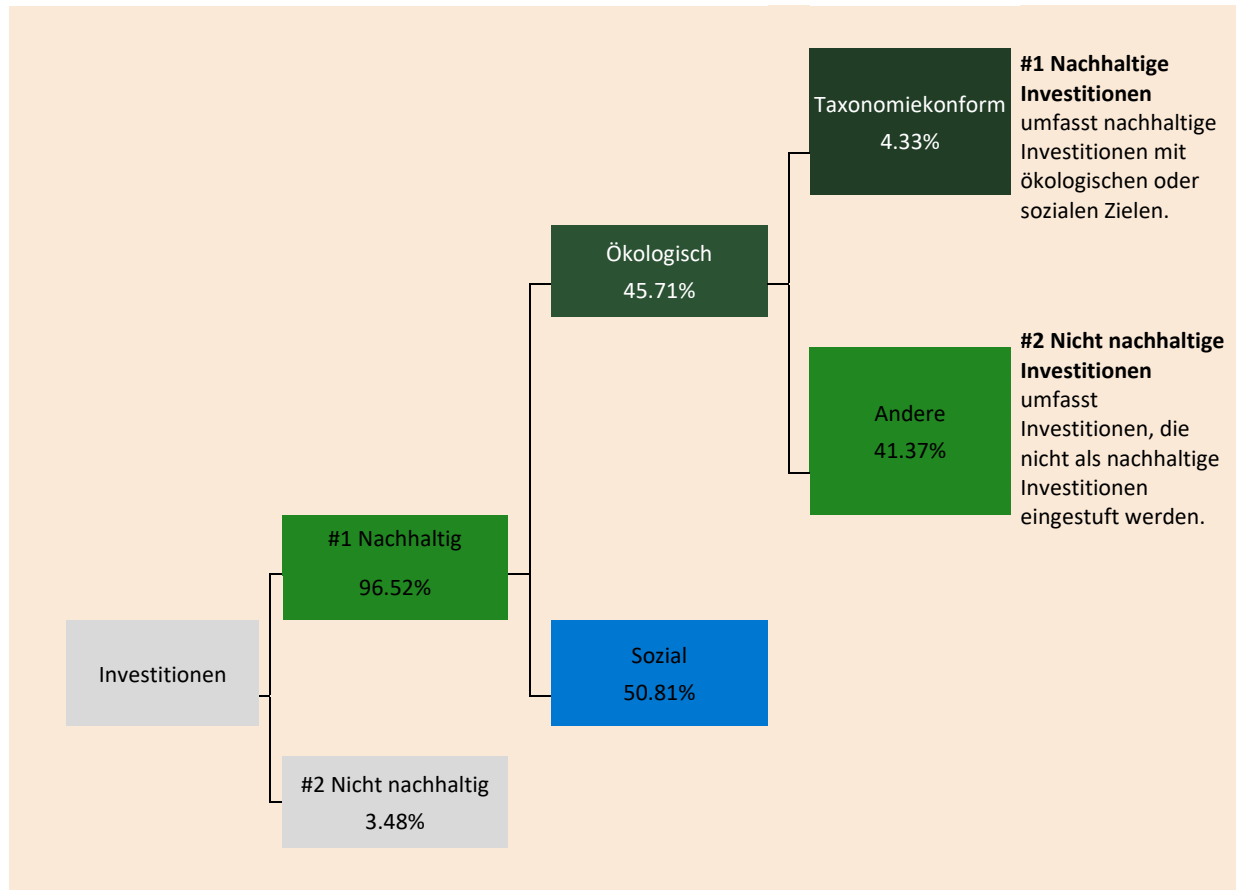 Taxonomiekonform
4.33%
#1 Nachhaltige
Investitionen
umfasst nachhaltige
Investitionen mit
ökologischen oder
sozialen Zielen.
Ökologisch
45.71%
Andere
41.37%
#2 Nicht nachhaltige
Investitionen
umfasst
Investitionen, die
nicht als nachhaltige
Investitionen
eingestuft werden.
#1 Nachhaltig
96.52%
Investitionen
Sozial
50.81%
#2 Nicht nachhaltig
3.48%